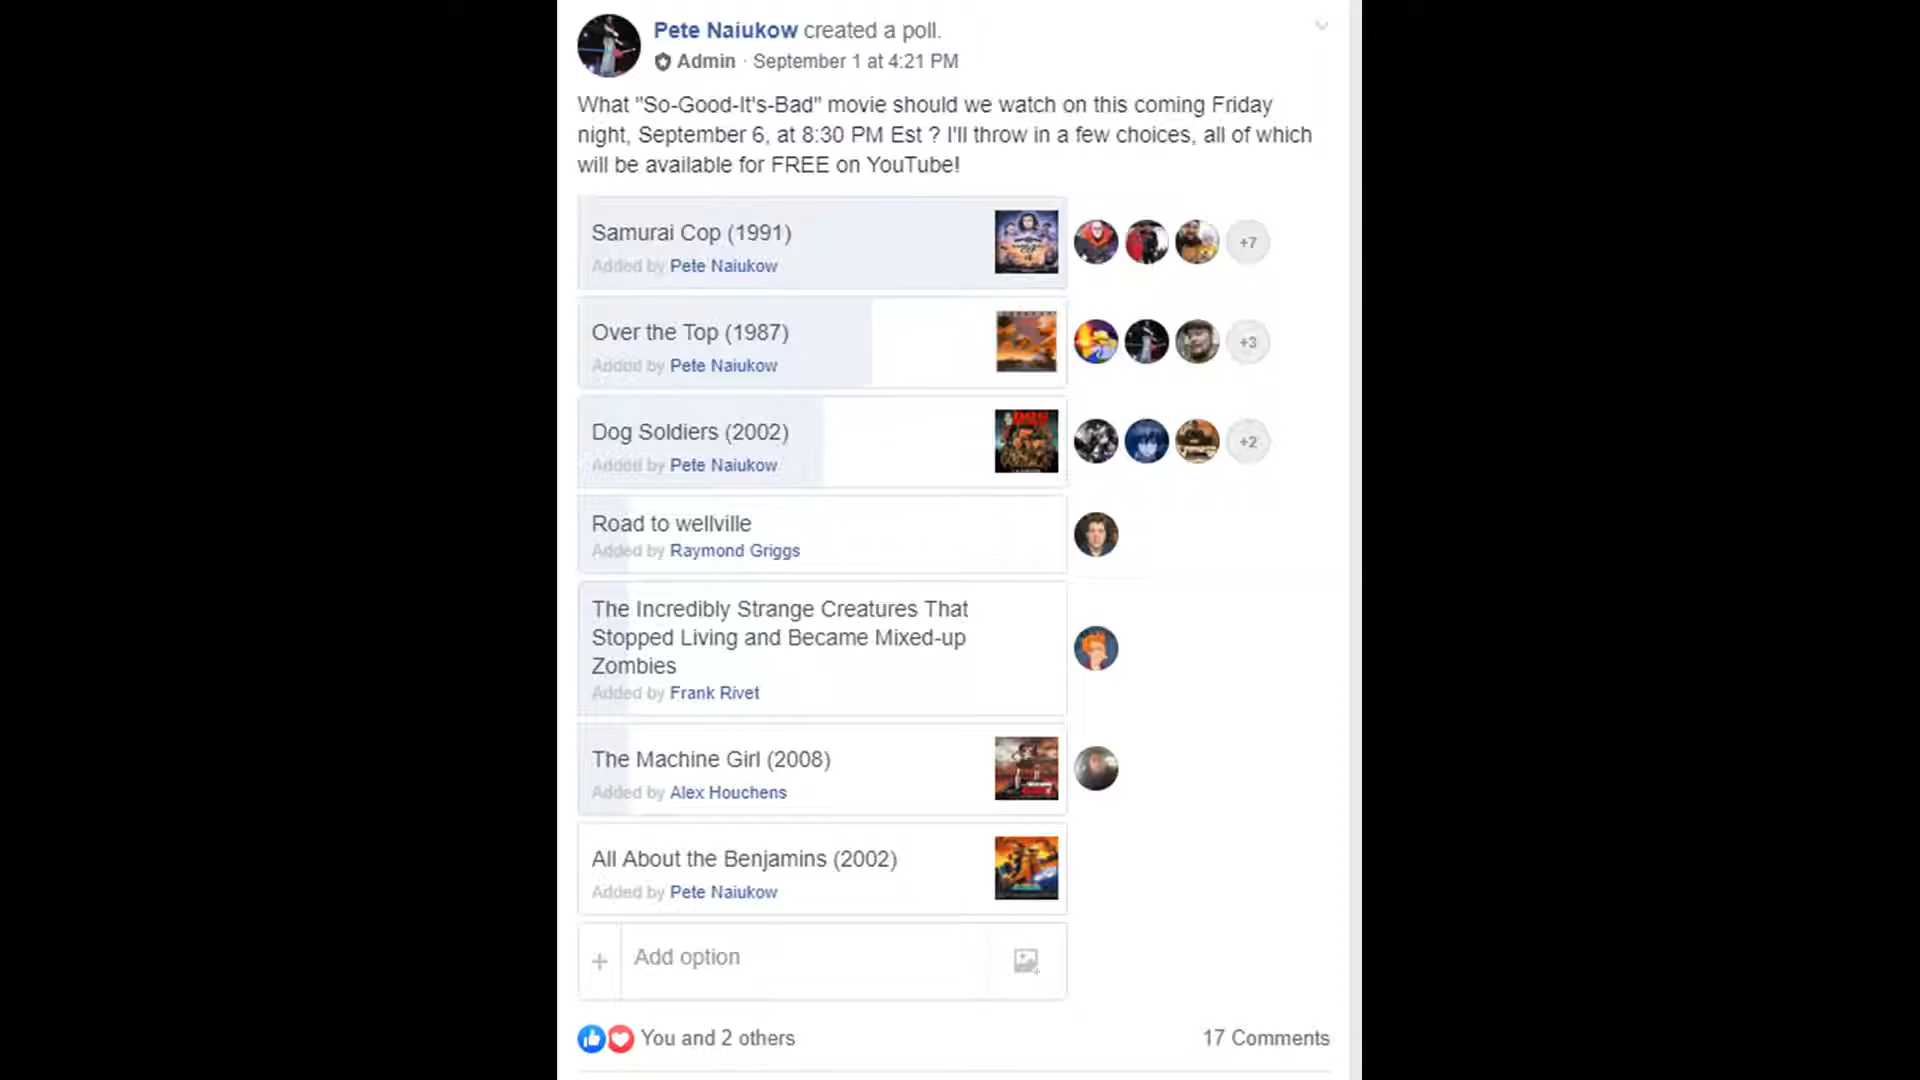 Pete Naiukow created a poll.
Admin · September 1 at 4:21 PM
What "So-Good-It's-Bad" movie should we watch on this coming Friday
night, September 6, at 8:30 PM Est ? I'll throw in a few choices, all of which
will be available for FREE on YouTube!
Samurai Cop (1991)
Added by Pete Naiukow
+7
Over the Top (1987)
Added by Pete Naiukow
+3
Dog Soldiers (2002)
Added by Pete Naiukow
+2
Road to wellville
Added by Raymond Griggs
The Incredibly Strange Creatures That
Stopped Living and Became Mixed-up
Zombies
Added by Frank Rivet
The Machine Girl (2008)
Added by Alex Houchens
All About the Benjamins (2002)
Added by Pete Naiukow
+ Add option
You and 2 others
17 Comments